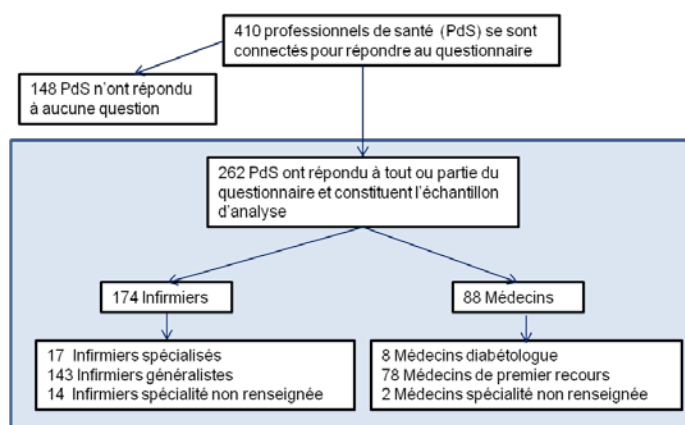 410 professionnels de santé (PdS) se sont
connectés pour répondre au questionnaire
148 PdS n'ont répondu
à aucune question
262 PdS ont répondu à tout ou partie du
questionnaire et constituent l'échantillon
d'analyse
174 Infirmiers
88 Médecins
17 Infirmiers spécialisés
143 Infirmiers généralistes
14 Infirmiers spécialité non renseignée
8 Médecins diabétologue
78 Médecins de premier recours
2 Médecins spécialité non renseignée